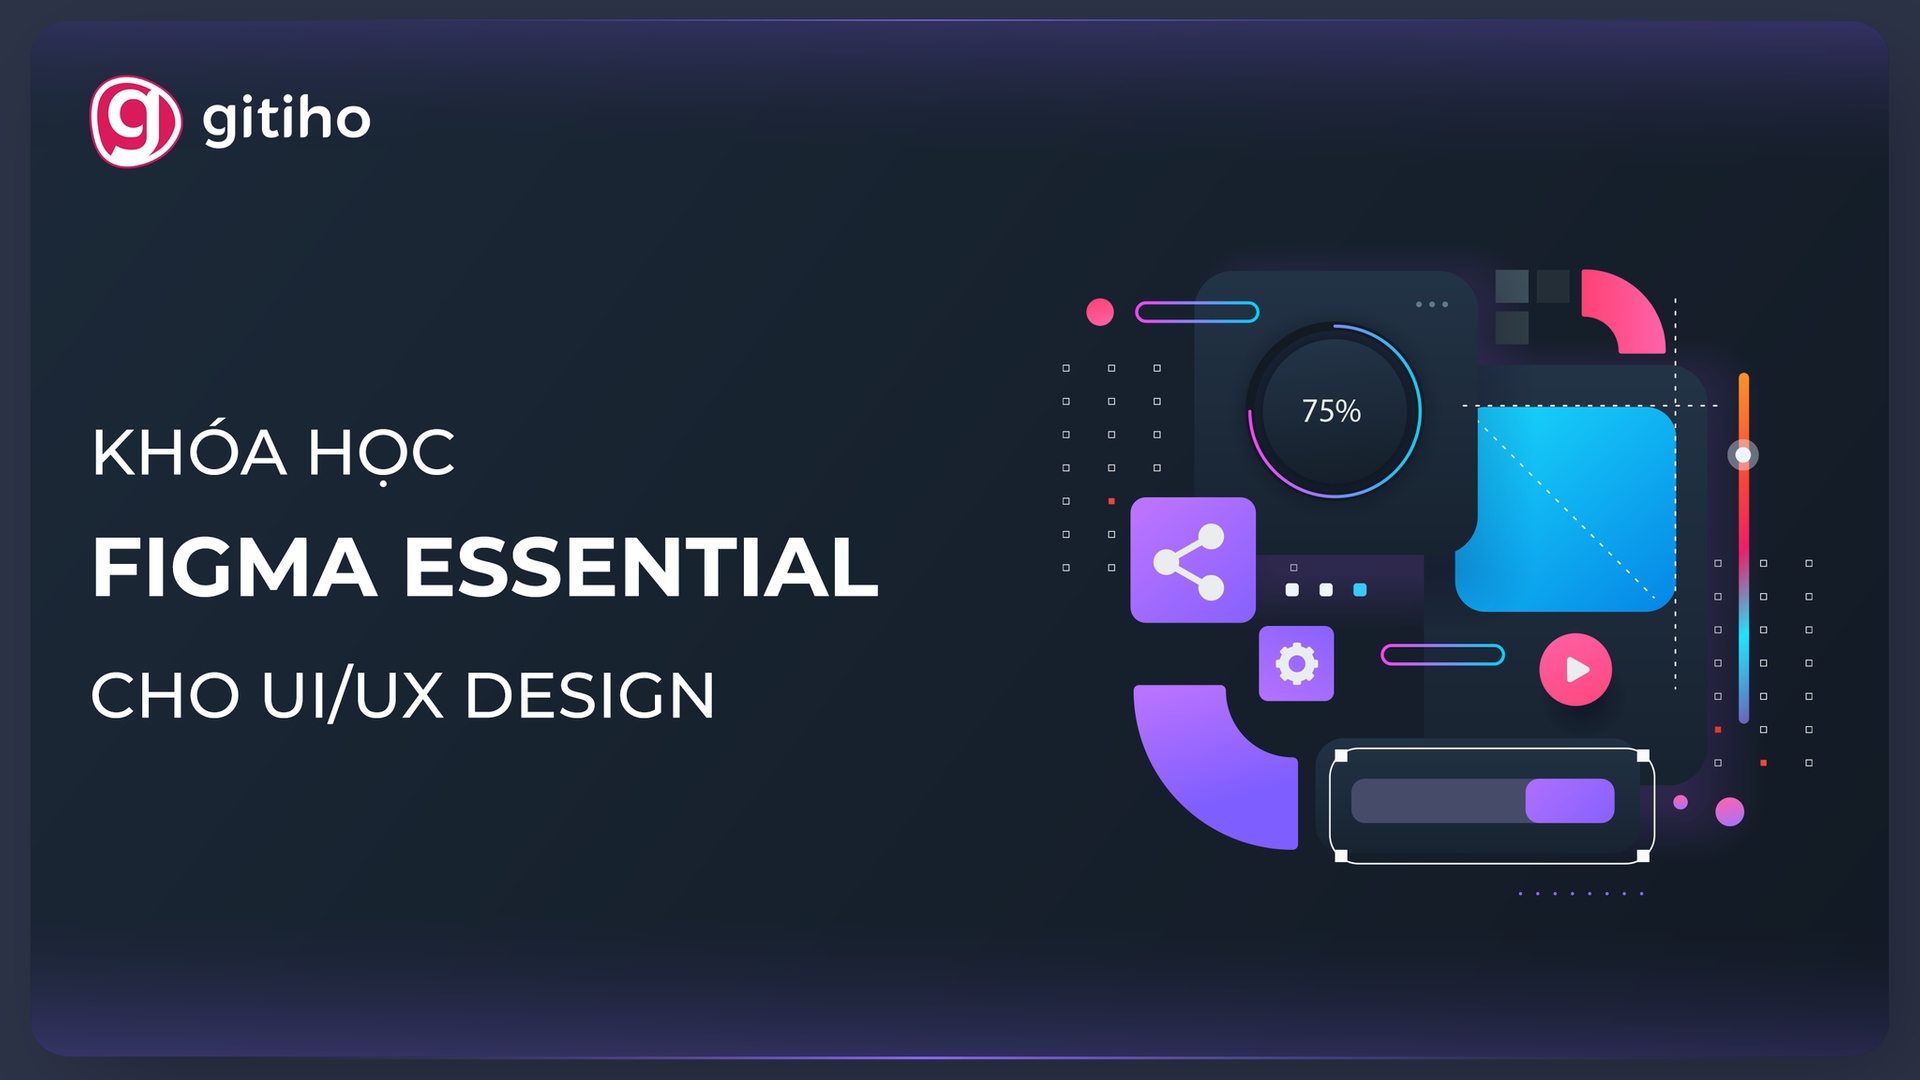 gitiho
KHÓA HỌC
FIGMA ESSENTIAL
CHO UI/UX DESIGN
75%